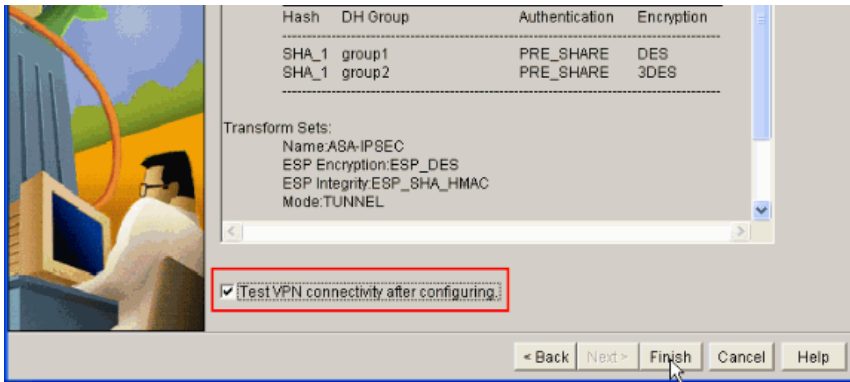 Hash DH Group Authentication Encryption
SHA_1 group1 PRE_SHARE DES
SHA_1 group2 PRE_SHARE 3DES
Transform Sets:
Name:ASA-IPSEC
ESP Encryption:ESP_DES
ESP Integrity:ESP_SHA_HMAC
Mode:TUNNEL
Test VPN connectivity after configuring.
< Back Next > Finish Cancel Help